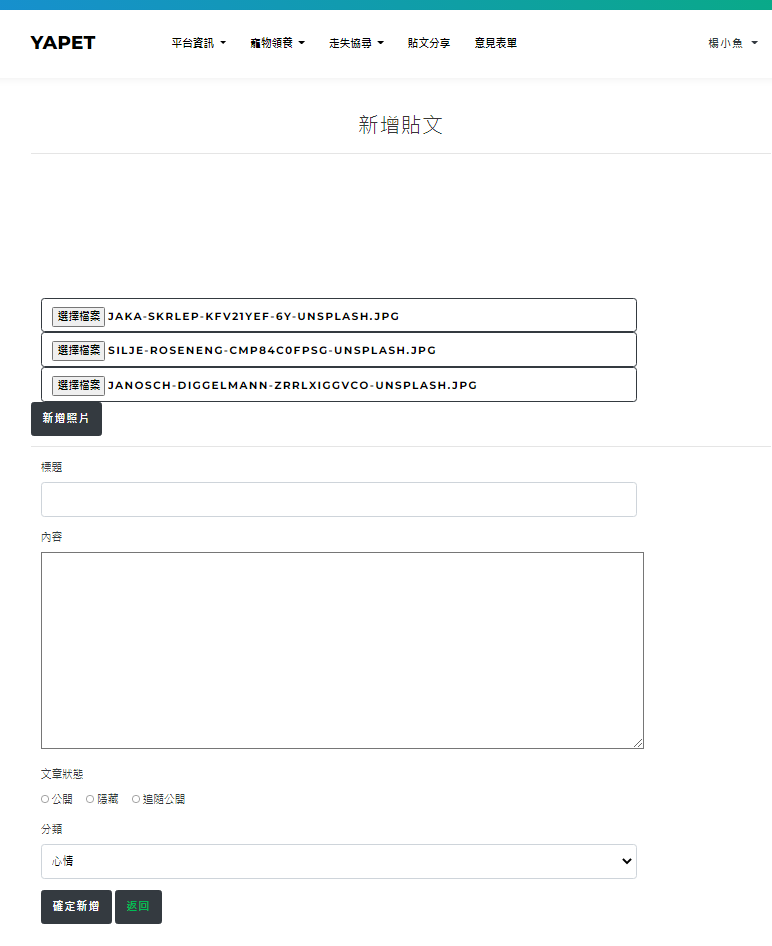 YAPET 平台資訊 寵物領養 走失協尋 貼文分享 意見表單 楊小魚
新增貼文
選擇檔案 JAKA-SKRLEP-KFV21YEF-6Y-UNSPLASH.JPG
選擇檔案 SILJE-ROSENENG-CMP84C0FPSG-UNSPLASH.JPG
選擇檔案 JANOSCH-DIGGELMANN-ZRRLXIGGVCO-UNSPLASH.JPG
新增照片
標題
內容
文章狀態
公開 隱藏 追隨公開
分類
心情
確定新增 返回